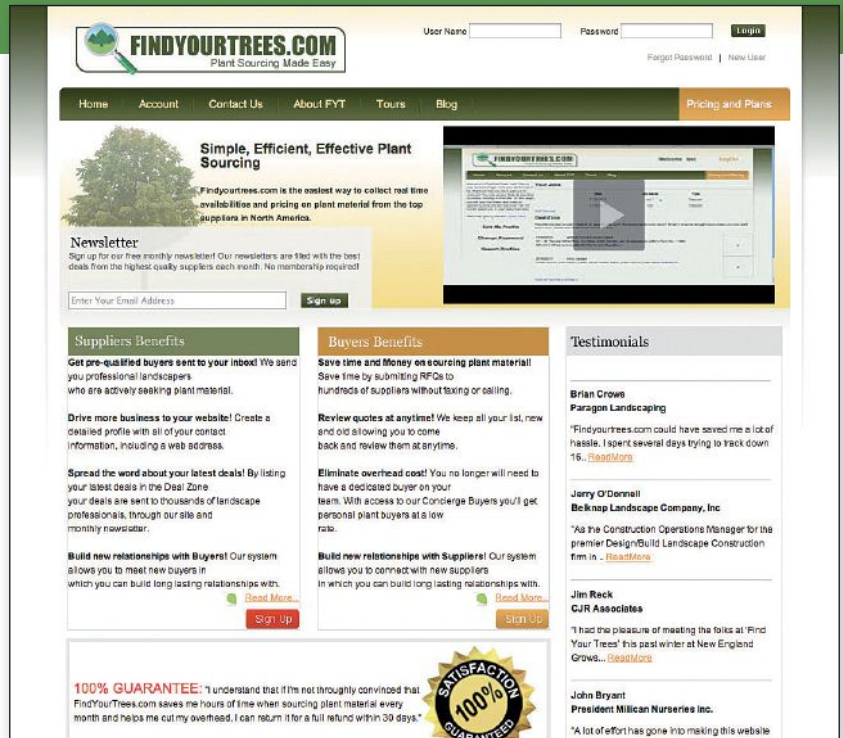 FINDYOURTREES.COM
Plant Sourcing Made Easy
User Name
Password
Login
Forgot Password | New User
Home
Account
Contact Us
About FYT
Tours
Blog
Pricing and Plans
Simple, Efficient, Effective Plant
Sourcing
Findyourtrees.com is the easiest way to collect real time
availabilities and pricing on plant material from the top
suppliers in North America.
FINDYOURTREES.COM
Newsletter
Sign up for our free monthly newsletter! Our newsletters are filled with the best
deals from the highest quality suppliers each month. No membership required!
Enter Your Email Address
Sign up
Suppliers Benefits
Get pre-qualified buyers sent to your inbox! We send
you professional landscapers
who are actively seeking plant material.
Drive more business to your website! Create a
detailed profile with all of your contact
information, including a web address.
Spread the word about your latest deals! By listing
your latest deals in the Deal Zone
your deals are sent to thousands of landscape
professionals, through our site and
monthly newsletter.
Build new relationships with Buyers! Our system
allows you to meet new buyers in
which you can build long lasting relationships with.
Read More...
Sign Up
Buyers Benefits
Save time and Money on sourcing plant material!
Save time by submitting RFQs to
hundreds of suppliers without faxing or calling.
Review quotes at anytime! We keep all your list, new
and old allowing you to come
back and review them at anytime.
Eliminate overhead cost! You no longer will need to
have a dedicated buyer on your
team. With access to our Concierge Buyers you'll get
personal plant buyers at a low
rate.
Build new relationships with Suppliers! Our system
allows you to connect with new suppliers
in which you can build long lasting relationships with.
Read More...
Sign Up
Testimonials
Brian Crows
Paragon Landscaping
"Findyourtrees.com could have saved me a lot of
hassle. I spent several days trying to track down
16.. ReadMore
Jerry O'Donnell
Belknap Landscape Company, Inc
"As the Construction Operations Manager for the
premier Design/Build Landscape Construction
firm in .. ReadMore
Jim Reck
CJR Associates
"I had the pleasure of meeting the folks at 'Find
Your Trees' this past winter at New England
Grows... ReadMore
John Bryant
President Millican Nurseries Inc.
"A lot of effort has gone into making this website
100% GUARANTEE: "I understand that if I'm not throughly convinced that
FindYourTrees.com saves me hours of time when sourcing plant material every
month and helps me cut my overhead, I can return it for a full refund within 30 days."
SATISFACTION
100%
GUARANTEED